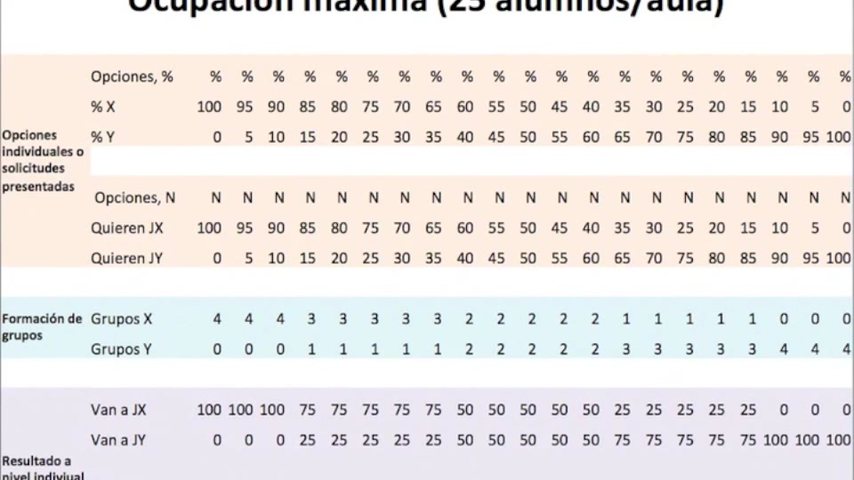 Ocupación máxima (25 alumnos/aula)
Opciones, % % % % % % % % % % % % % % % % % % % % % %
% X 100 95 90 85 80 75 70 65 60 55 50 45 40 35 30 25 20 15 10 5 0
% Y 0 5 10 15 20 25 30 35 40 45 50 55 60 65 70 75 80 85 90 95 100
Opciones
individuales o
solicitudes
presentadas
Opciones, N N N N N N N N N N N N N N N N N N N N N N
Quieren JX 100 95 90 85 80 75 70 65 60 55 50 45 40 35 30 25 20 15 10 5 0
Quieren JY 0 5 10 15 20 25 30 35 40 45 50 55 60 65 70 75 80 85 90 95 100
Formación de
grupos
Grupos X 4 4 4 3 3 3 3 3 2 2 2 2 2 1 1 1 1 1 0 0 0
Grupos Y 0 0 0 1 1 1 1 1 2 2 2 2 2 3 3 3 3 3 4 4 4
Van a JX 100 100 100 75 75 75 75 75 50 50 50 50 50 25 25 25 25 25 0 0 0
Van a JY 0 0 0 25 25 25 25 25 50 50 50 50 50 75 75 75 75 75 100 100 100
Resultado a
nivel indiviual